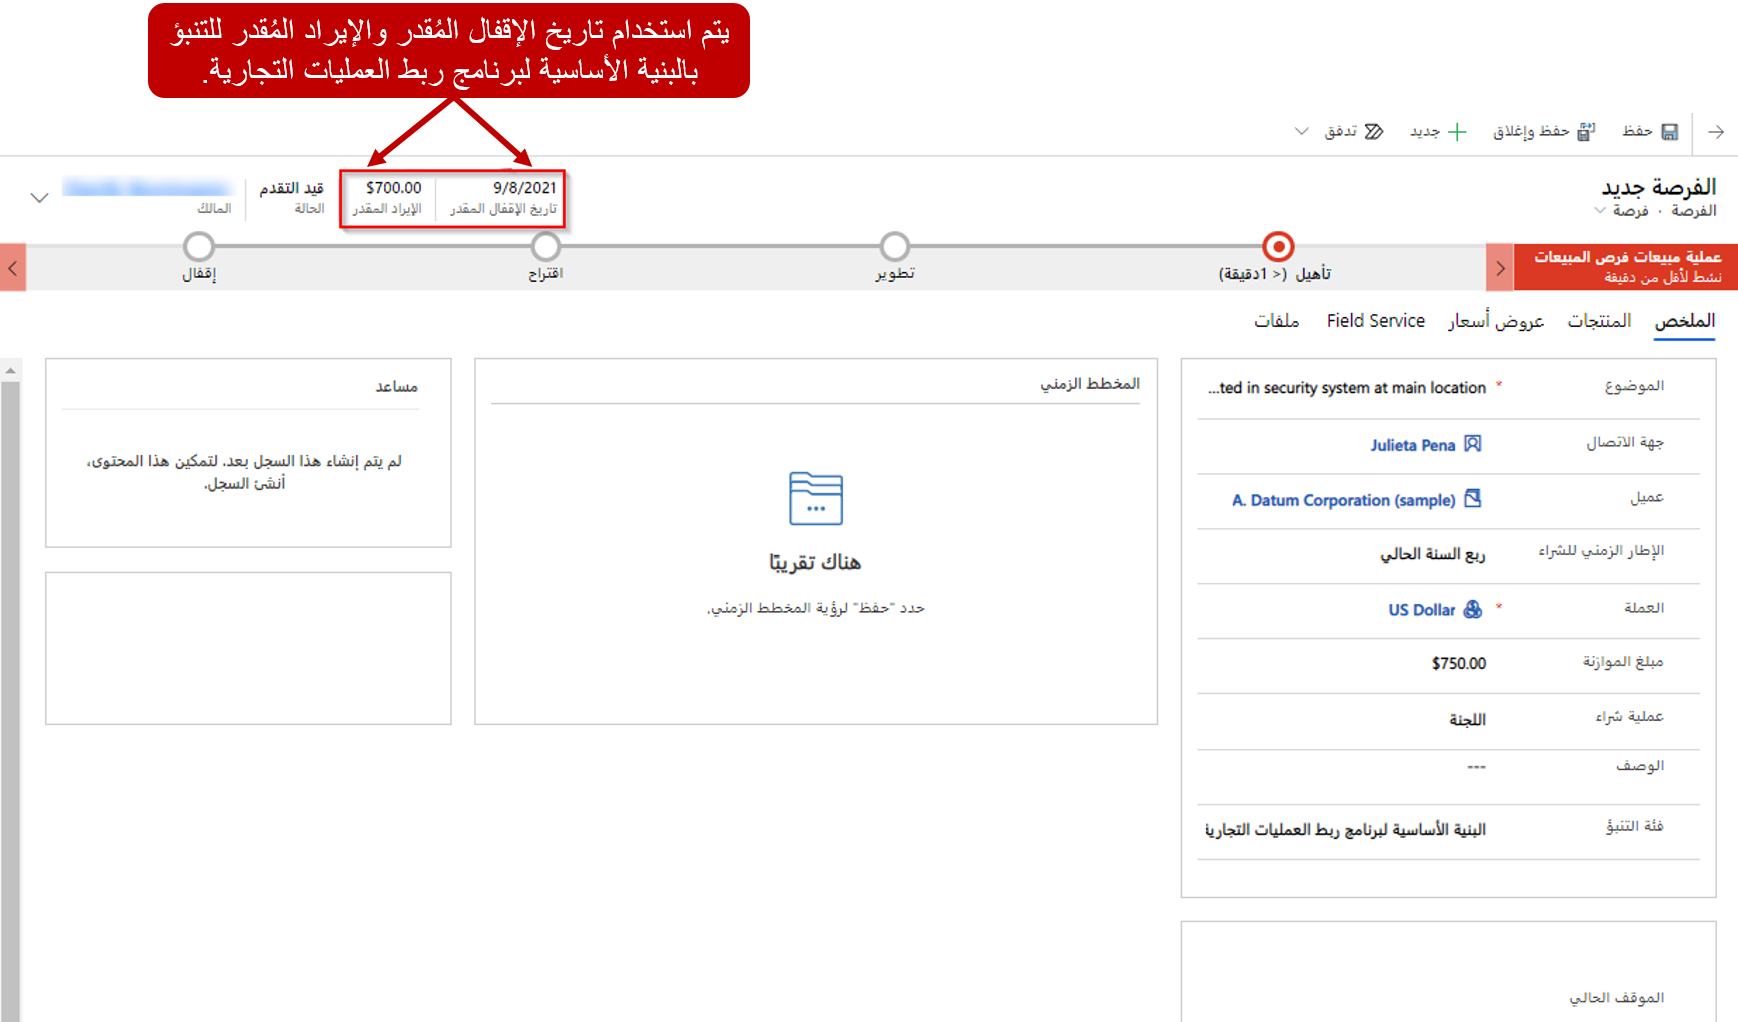 يتم استخدام تاريخ الإقفال المُقدر والإيراد المُقدر للتنبؤ
بالبنية الأساسية لبرنامج ربط العمليات التجارية.
حفظ
حفظ وإغلاق
جديد
تدفق
الفرصة جديد
الفرصة · فرصة
9/8/2021
تاريخ الإقفال المقدر
$700.00
الإيراد المقدر
قيد التقدم
الحالة
المالك
عملية مبيعات فرص المبيعات
نشط لأقل من دقيقة
تأهيل (< 1دقيقة)
تطوير
اقتراح
إقفال
الملخص
المنتجات
عروض أسعار
Field Service
ملفات
الموضوع
* ...ted in security system at main location
جهة الاتصال
Julieta Pena
عميل
A. Datum Corporation (sample)
الإطار الزمني للشراء
ربع السنة الحالي
العملة
* US Dollar
مبلغ الموازنة
$750.00
عملية شراء
اللجنة
الوصف
---
فئة التنبؤ
البنية الأساسية لبرنامج ربط العمليات التجارية
الموقف الحالي
المخطط الزمني
هناك تقريبًا
حدد "حفظ" لرؤية المخطط الزمني.
مساعد
لم يتم إنشاء هذا السجل بعد. لتمكين هذا المحتوى،
أنشئ السجل.